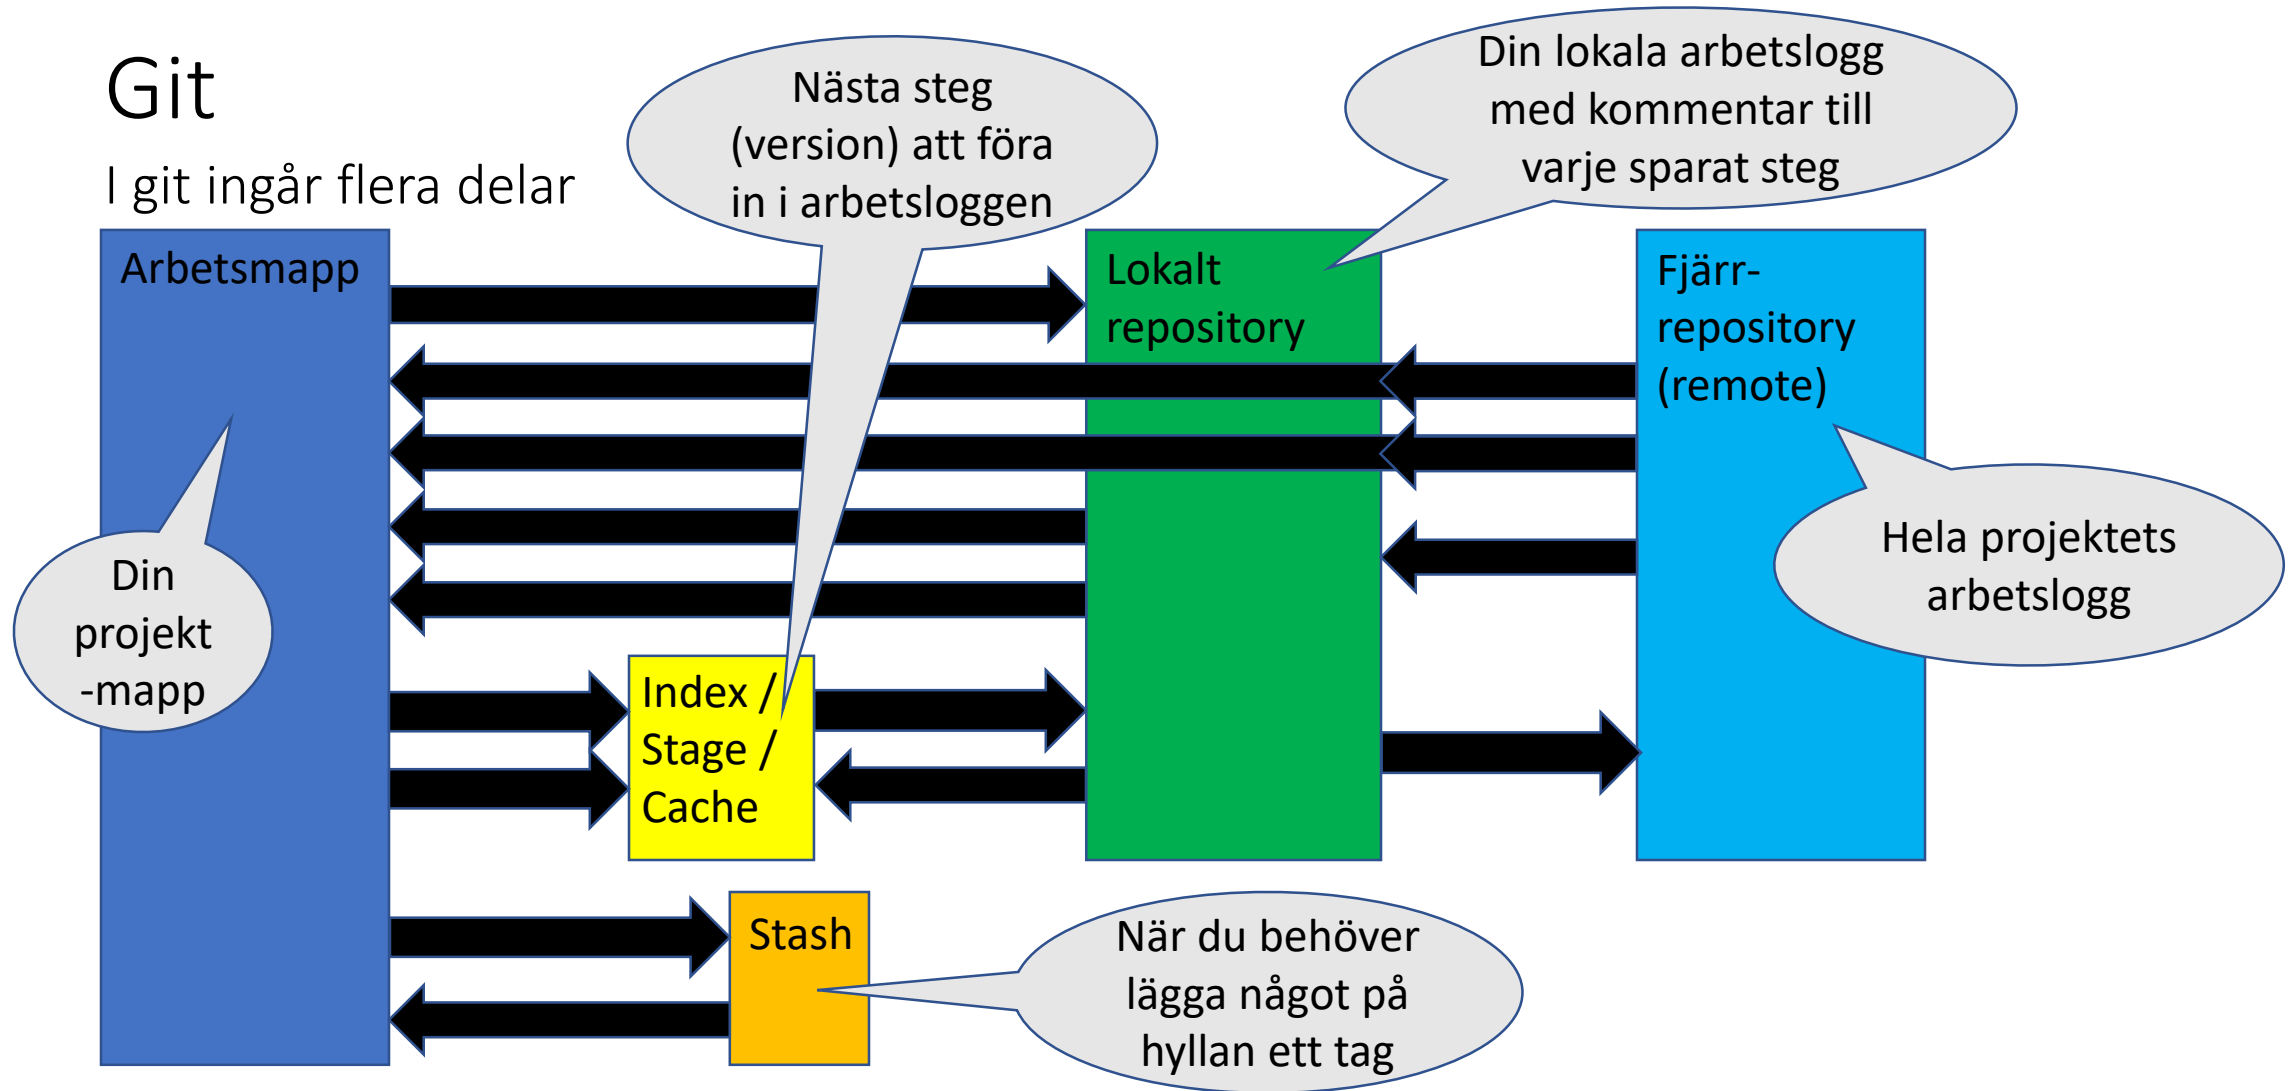 Git
I git ingår flera delar
Nästa steg
(version) att föra
in i arbetsloggen
Din lokala arbetslogg
med kommentar till
varje sparat steg
Arbetsmapp
Lokalt
repository
Fjärr-
repository
(remote)
Din
projekt
-mapp
Hela projektets
arbetslogg
Index /
Stage /
Cache
Stash
När du behöver
lägga något på
hyllan ett tag